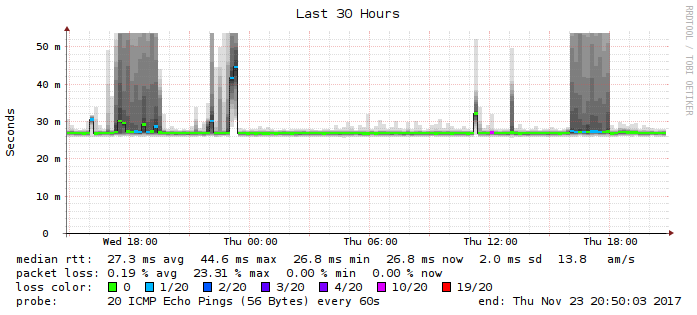 Last 30 Hours
RRDTOOL / TOBI OETIKER
Seconds
50 m
40 m
30 m
20 m
10 m
0
Wed 18:00 Thu 00:00 Thu 06:00 Thu 12:00 Thu 18:00
median rtt: 27.3 ms avg 44.6 ms max 26.8 ms min 26.8 ms now 2.0 ms sd 13.8 am/s
packet loss: 0.19 % avg 23.31 % max 0.00 % min 0.00 % now
loss color: 0 1/20 2/20 3/20 4/20 10/20 19/20
probe: 20 ICMP Echo Pings (56 Bytes) every 60s end: Thu Nov 23 20:50:03 2017